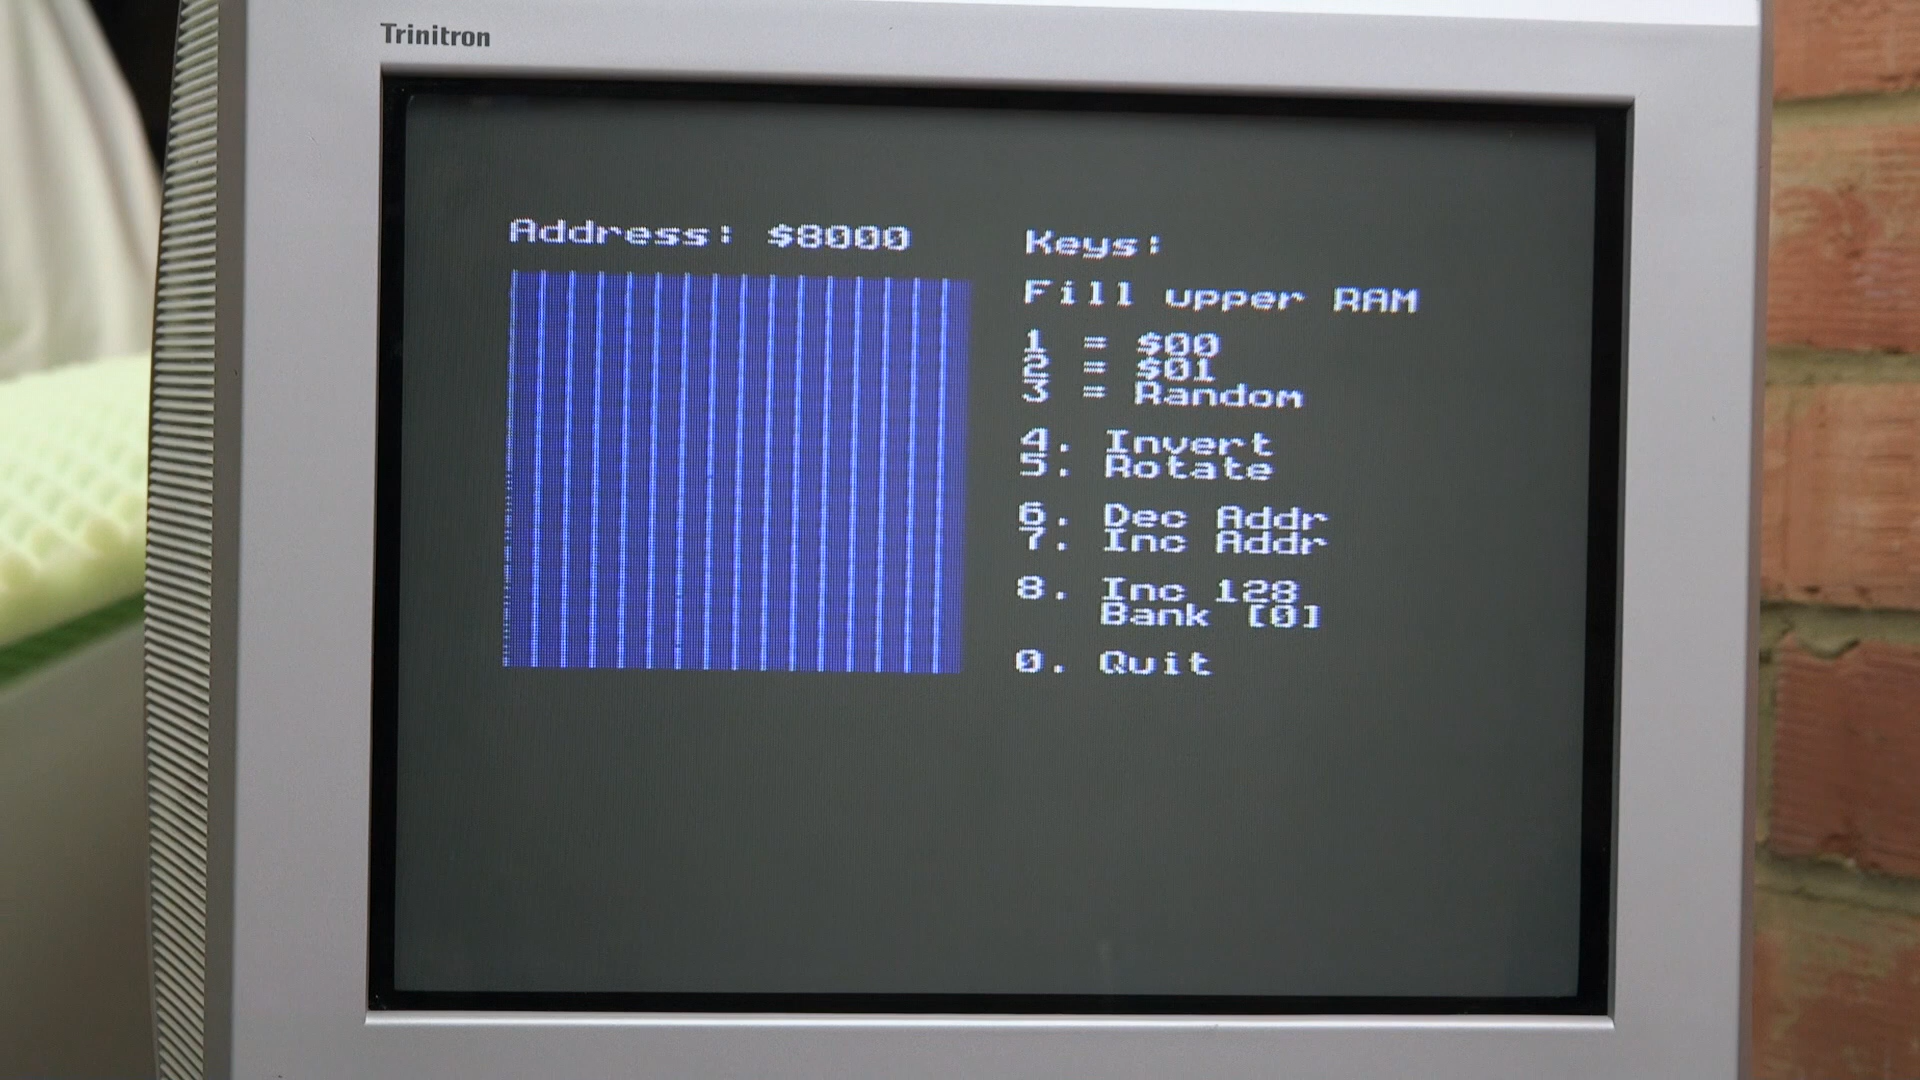 Trinitron
Address: $8000
Keys:
Fill upper RAM
1 = $00
2 = $01
3 = Random
4. Invert
5. Rotate
6. Dec Addr
7. Inc Addr
8. Inc 128
Bank [0]
0. Quit